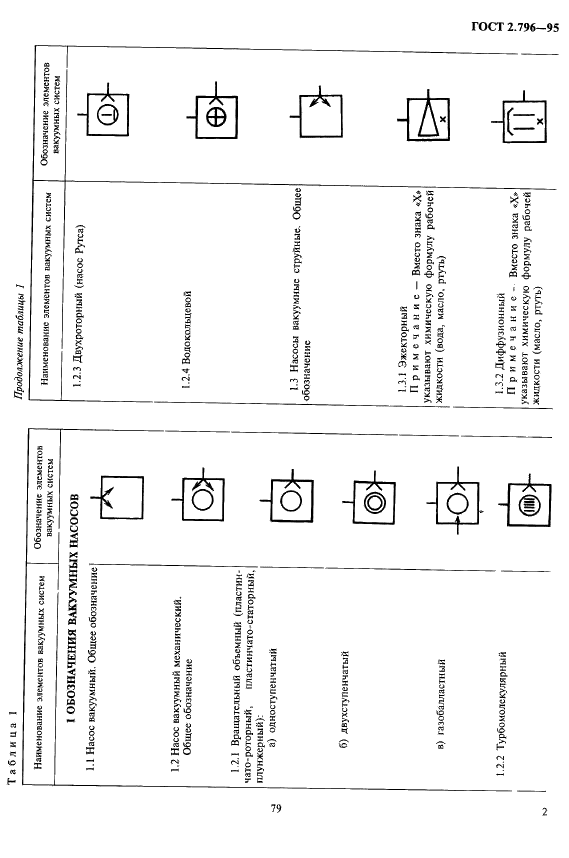 ГОСТ 2.796—95
Таблица 1
Наименование элементов вакуумных систем
Обозначение элементов
вакуумных систем
1 ОБОЗНАЧЕНИЯ ВАКУУМНЫХ НАСОСОВ
1.1 Насос вакуумный. Общее обозначение
1.2 Насос вакуумный механический.
Общее обозначение
1.2.1 Вращательный объемный (пластин-
чато-роторный, пластинчато-статорный,
плунжерный):
а) одноступенчатый
б) двухступенчатый
в) газобалластный
1.2.2 Турбомолекулярный
Продолжение таблицы 1
Наименование элементов вакуумных систем
Обозначение элементов
вакуумных систем
1.2.3 Двухроторный (насос Рутса)
1.2.4 Водокольцевой
1.3 Насосы вакуумные струйные. Общее
обозначение
1.3.1 Эжекторный
Примечание — Вместо знака «X»
указывают химическую формулу рабочей
жидкости (вода, масло, ртуть)
x
1.3.2 Диффузионный
Примечание — Вместо знака «X»
указывают химическую формулу рабочей
жидкости (масло, ртуть)
x
79
2